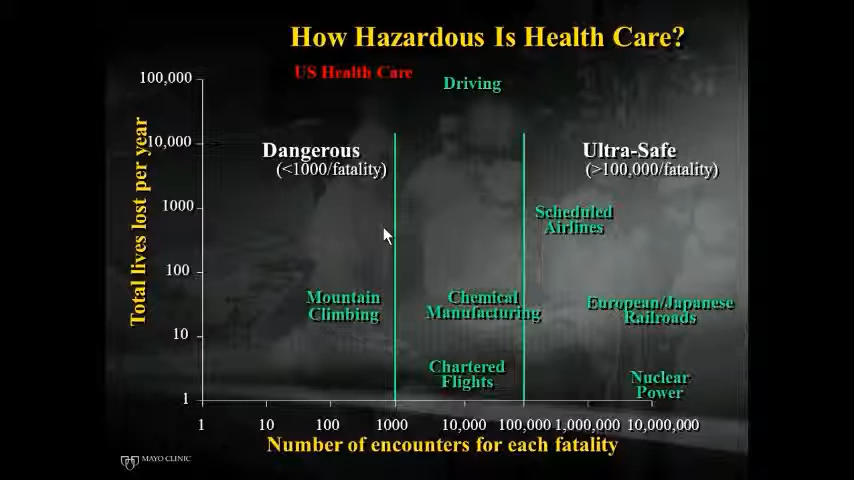 How Hazardous Is Health Care?
US Health Care
Driving
100,000
10,000
1000
100
10
1
Total lives lost per year
Dangerous
(<1000/fatality)
Ultra-Safe
(>100,000/fatality)
Scheduled
Airlines
Mountain
Climbing
Chemical
Manufacturing
European/Japanese
Railroads
Chartered
Flights
Nuclear
Power
1 10 100 1000 10,000 100,000 1,000,000 10,000,000
Number of encounters for each fatality
MAYO CLINIC